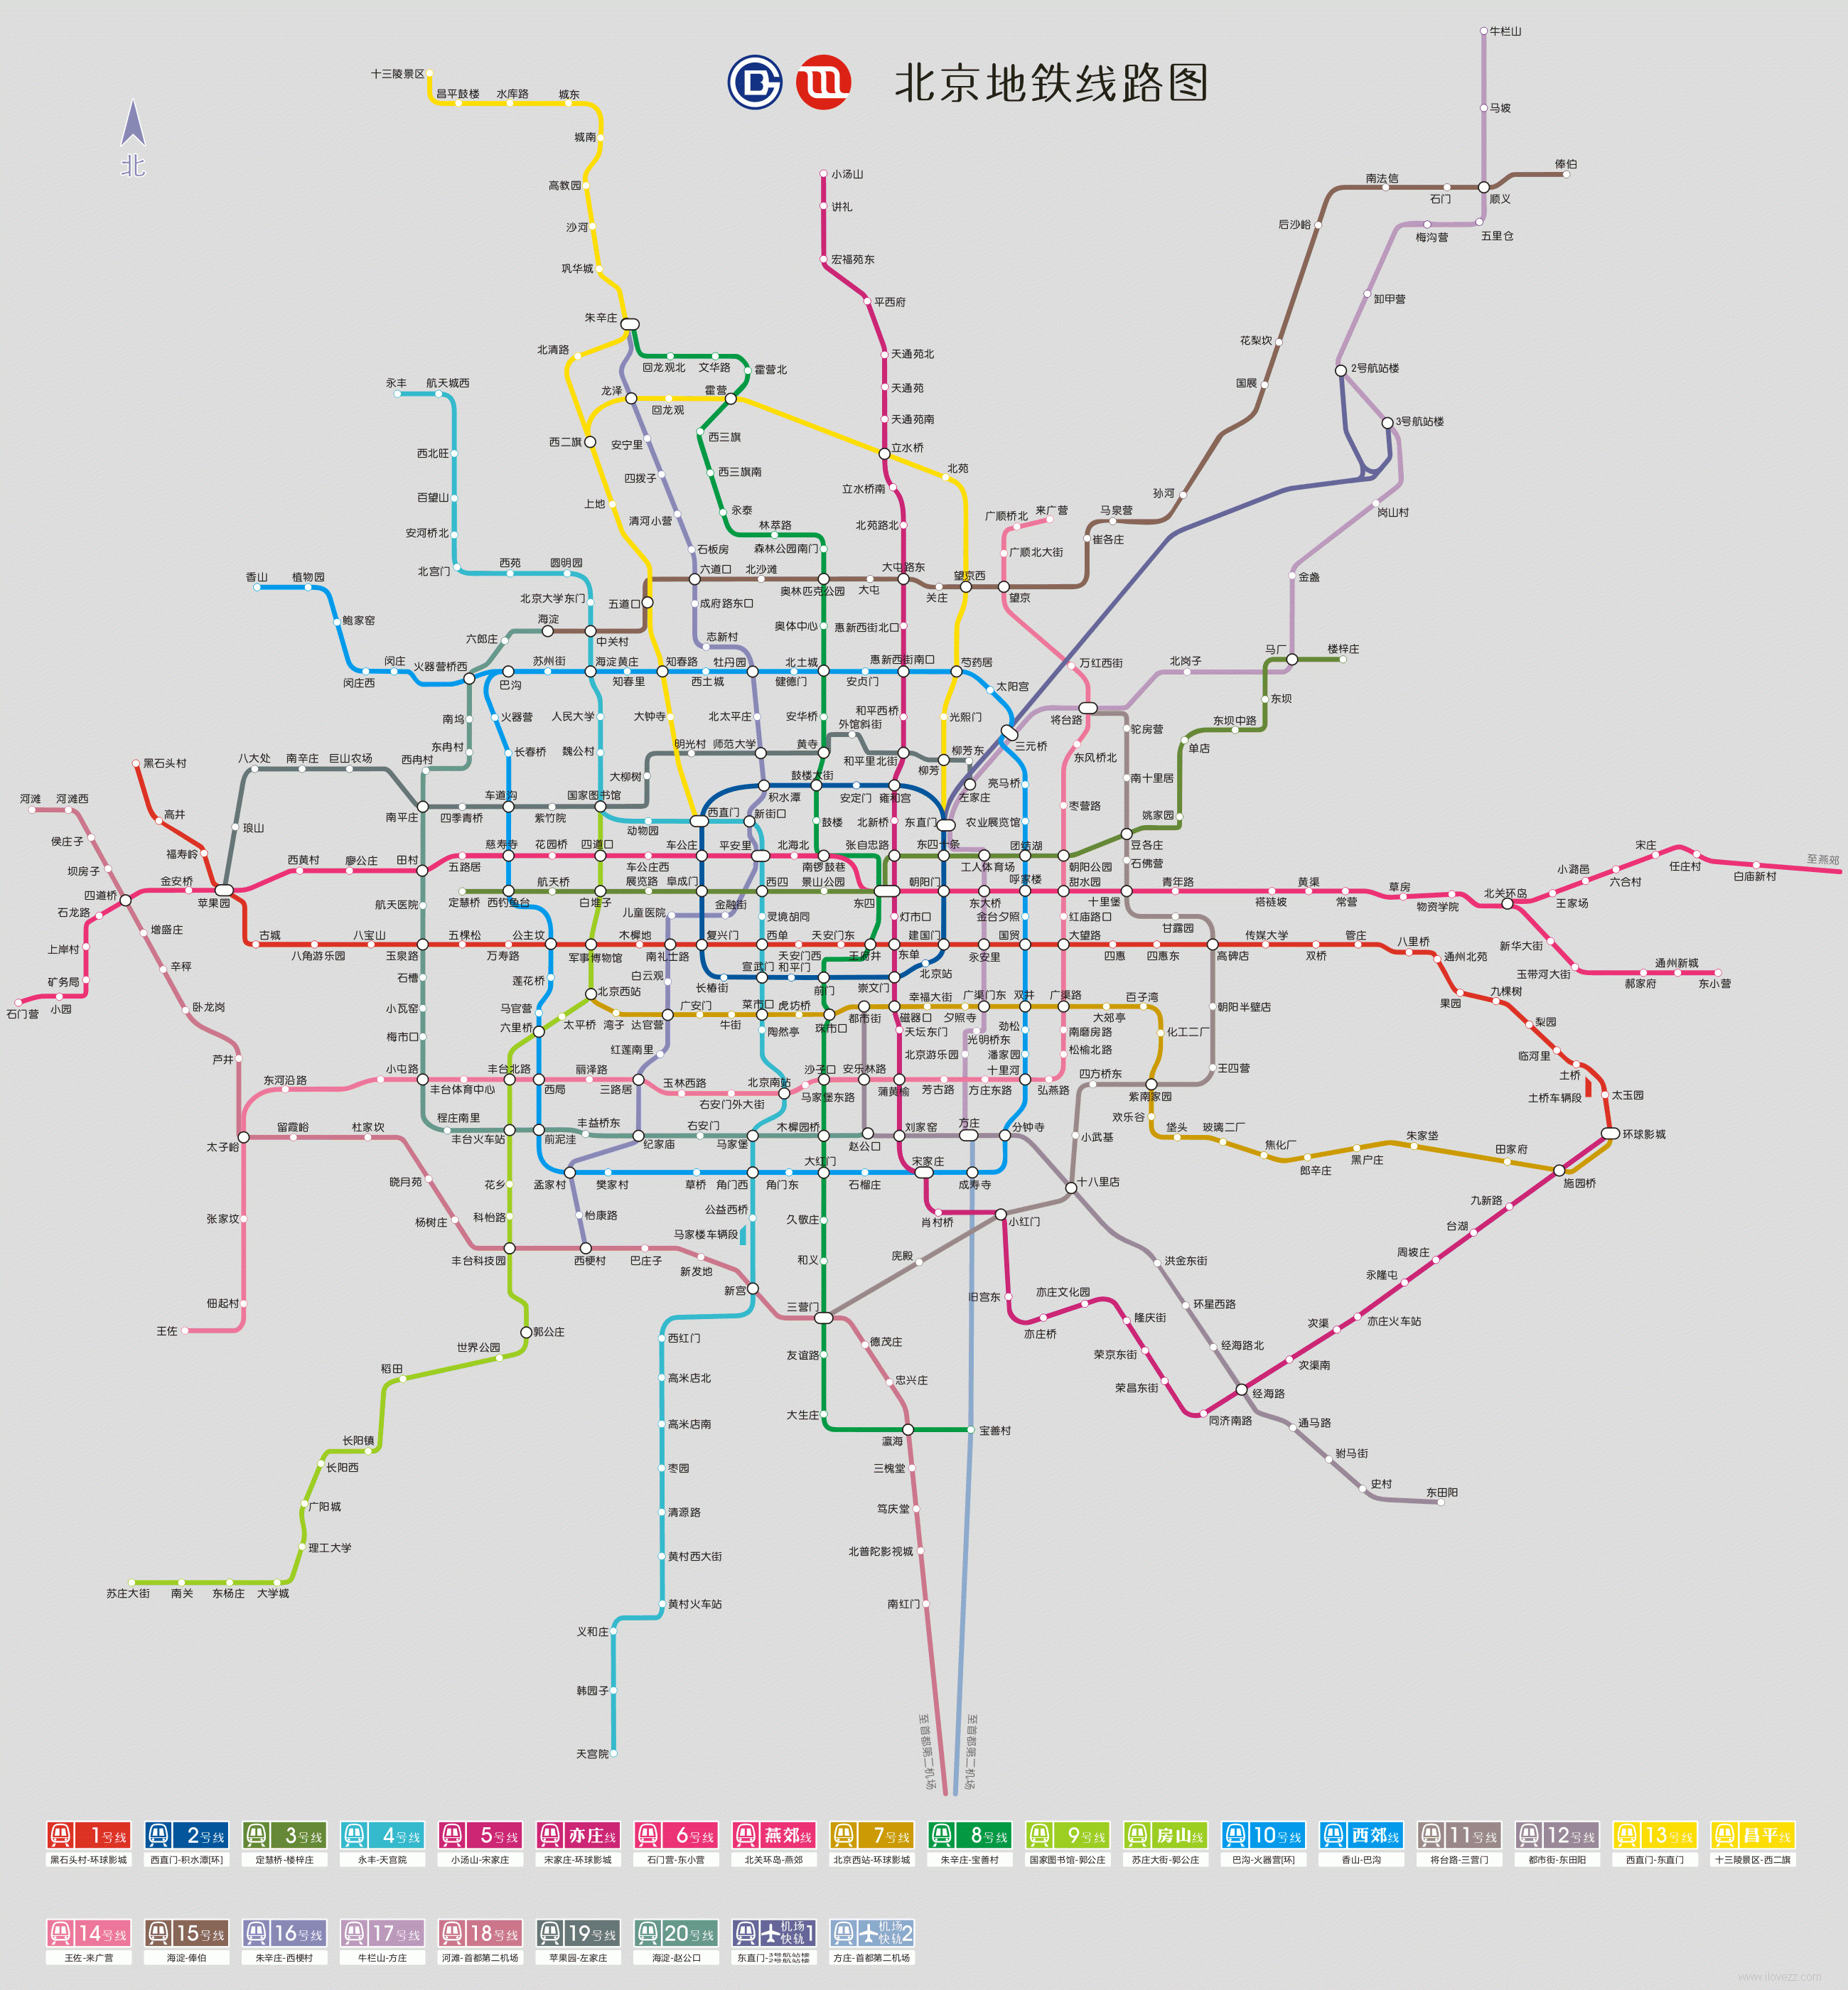 北京地铁线路图
北
牛栏山
马坡
俸伯
南法信
石门
顺义
后沙峪
梅沟营
五里仓
卸甲营
花梨坎
国展
2号航站楼
3号航站楼
孙河
岗山村
马泉营
崔各庄
金盏
十三陵景区
昌平鼓楼
水库路
城东
城南
高教园
沙河
巩华城
朱辛庄
北清路
回龙观北
文华路
霍营北
龙泽
回龙观
霍营
西二旗
安宁里
西三旗
四拨子
西三旗南
上地
清河小营
永泰
林萃路
石板房
森林公园南门
小汤山
讲礼
宏福苑东
平西府
天通苑北
天通苑
天通苑南
立水桥
北苑
立水桥南
北苑路北
广顺桥北
来广营
广顺北大街
永丰
航天城西
西北旺
百望山
安河桥北
北宫门
西苑
圆明园
北京大学东门
五道口
六道口
北沙滩
奥林匹克公园
大屯
大屯路东
关庄
望京西
望京
香山
植物园
鲍家窑
闵庄
闵庄西
火器营桥西
六郎庄
海淀
中关村
成府路东口
志新村
奥体中心
惠新西街北口
巴沟
苏州街
海淀黄庄
知春里
知春路
西土城
牡丹园
健德门
北土城
安贞门
惠新西街南口
芍药居
太阳宫
万红西街
北岗子
马厂
楼梓庄
南坞
火器营
人民大学
大钟寺
北太平庄
安华桥
外馆斜街
和平西桥
光熙门
三元桥
将台路
驼房营
东坝
东坝中路
单店
东冉村
西冉村
长春桥
魏公村
明光村
师范大学
黄寺
和平里北街
柳芳
柳芳东
东风桥北
八大处
南辛庄
巨山农场
黑石头村
大柳树
积水潭
鼓楼大街
安定门
雍和宫
左家庄
亮马桥
南十里居
枣营路
河滩
河滩西
高井
琅山
南平庄
四季青桥
车道沟
紫竹院
国家图书馆
动物园
西直门
新街口
鼓楼
北新桥
东直门
农业展览馆
姚家园
豆各庄
侯庄子
福寿岭
坝房子
金安桥
苹果园
西黄村
廖公庄
田村
五路居
慈寿寺
花园桥
四道口
车公庄西
车公庄
平安里
北海北
南锣鼓巷
张自忠路
东四十条
工人体育场
团结湖
朝阳公园
石佛营
四道桥
石龙路
增盛庄
上岸村
矿务局
小园
石门营
辛秤
卧龙岗
航天医院
定慧桥
西钓鱼台
航天桥
白堆子
展览路
阜成门
西四
景山公园
东四
朝阳门
东大桥
呼家楼
甜水园
十里堡
青年路
褡裢坡
黄渠
常营
草房
物资学院
北关环岛
王家场
小潞邑
六合村
宋庄
任庄村
白庙新村
至燕郊
儿童医院
金融街
灵境胡同
灯市口
金台夕照
红庙路口
甘露园
新华大街
玉带河大街
郝家府
通州新城
东小营
古城
八角游乐园
八宝山
玉泉路
五棵松
万寿路
公主坟
军事博物馆
木樨地
南礼士路
复兴门
西单
天安门西
天安门东
王府井
东单
建国门
永安里
国贸
大望路
四惠
四惠东
高碑店
传媒大学
双桥
管庄
八里桥
通州北苑
果园
九棵树
梨园
临河里
土桥
土桥车辆段
太玉园
环球影城
石槽
小瓦窑
梅市口
莲花桥
马官营
六里桥
北京西站
太平桥
湾子
白云观
达官营
广安门
牛街
长椿街
宣武门
和平门
前门
崇文门
北京站
菜市口
虎坊桥
珠市口
都市街
磁器口
幸福大街
夕照寺
广渠门东
双井
广渠路
大郊亭
百子湾
化工二厂
朝阳半壁店
陶然亭
天坛东门
光明桥东
劲松
南磨房路
北京游乐园
潘家园
松榆北路
王四营
红莲南里
芦井
东河沿路
小屯路
丰台体育中心
丰台北路
西局
丽泽路
三路居
玉林西路
右安门外大街
北京南站
马家堡东路
沙子口
安乐林路
蒲黄榆
芳古路
方庄东路
十里河
弘燕路
四方桥东
紫南家园
欢乐谷
垡头
玻璃二厂
焦化厂
郎辛庄
黑户庄
朱家垡
田家府
施园桥
太子峪
留霞峪
杜家坎
程庄南里
丰台火车站
前泥洼
丰益桥东
纪家庙
右安门
马家堡
木樨园桥
赵公口
刘家窑
方庄
分钟寺
小武基
晓月苑
杨树庄
花乡
科怡路
丰台科技园
孟家村
樊家村
草桥
角门西
角门东
大红门
石榴庄
宋家庄
成寿寺
十八里店
张家坟
佃起村
王佐
怡康路
西梗村
巴庄子
新发地
公益西桥
马家楼车辆段
新宫
久敬庄
和义
三营门
庑殿
肖村桥
小红门
旧宫东
亦庄桥
亦庄文化园
隆庆街
荣京东街
荣昌东街
同济南路
经海路
经海路北
环星西路
洪金东街
次渠南
次渠
亦庄火车站
永隆屯
周坡庄
台湖
九新路
通马路
驸马街
史村
东田阳
郭公庄
世界公园
稻田
长阳镇
长阳西
广阳城
理工大学
大学城
东杨庄
南关
苏庄大街
西红门
高米店北
高米店南
枣园
清源路
黄村西大街
黄村火车站
义和庄
韩园子
天宫院
友谊路
大生庄
德茂庄
忠兴庄
瀛海
宝善村
三槐堂
笃庆堂
北普陀影视城
南红门
至首都第二机场
至首都第二机场
1号线
2号线
3号线
4号线
5号线
亦庄线
6号线
燕郊线
7号线
8号线
9号线
房山线
10号线
西郊线
11号线
12号线
13号线
昌平线
黑石头村-环球影城
西直门-积水潭[环]
定慧桥-楼梓庄
永丰-天宫院
小汤山-宋家庄
宋家庄-环球影城
石门营-东小营
北关环岛-燕郊
北京西站-环球影城
朱辛庄-宝善村
国家图书馆-郭公庄
苏庄大街-郭公庄
巴沟-火器营[环]
香山-巴沟
将台路-三营门
都市街-东田阳
西直门-东直门
十三陵景区-西二旗
14号线
15号线
16号线
17号线
18号线
19号线
20号线
机场快轨1
机场快轨2
王佐-来广营
海淀-俸伯
朱辛庄-西梗村
牛栏山-方庄
河滩-首都第二机场
苹果园-左家庄
海淀-赵公口
东直门-3号航站楼 2号航站楼
方庄-首都第二机场
www.ilovezz.com